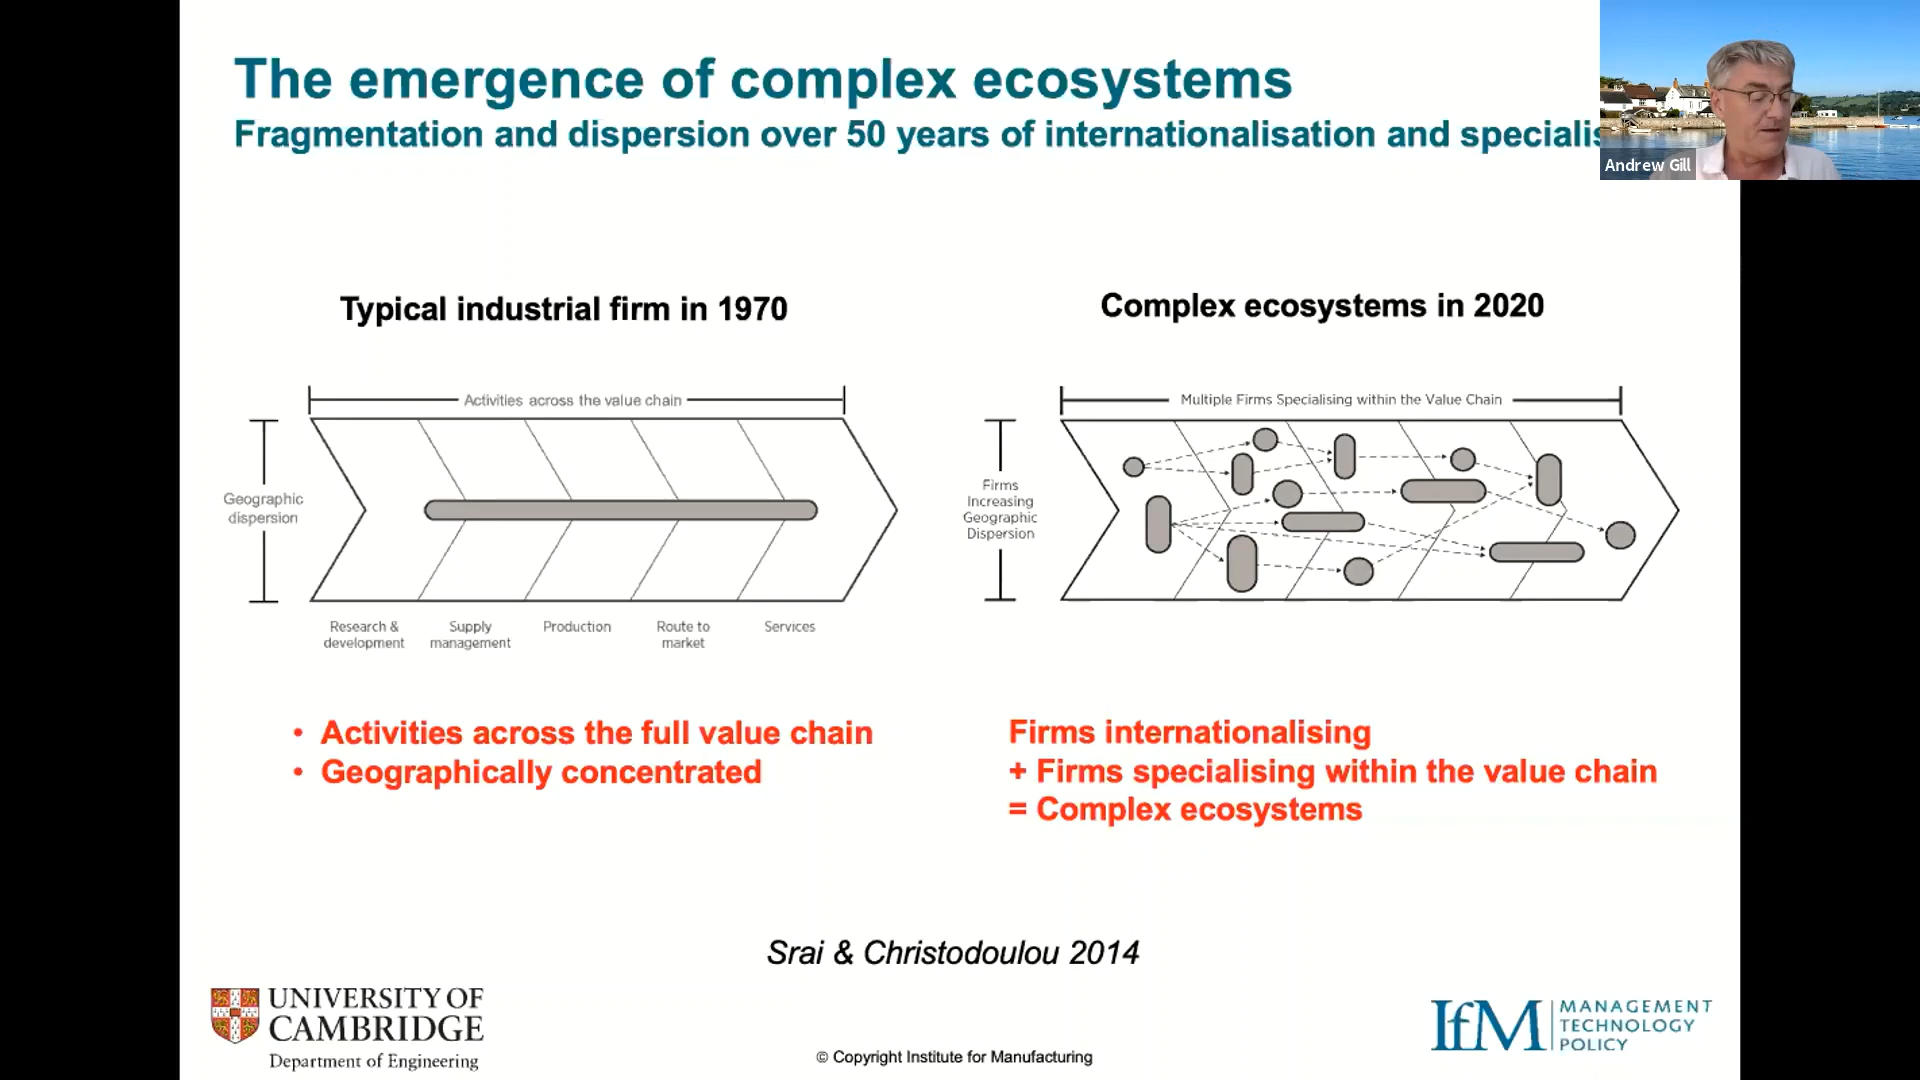 The emergence of complex ecosystems
Fragmentation and dispersion over 50 years of internationalisation and
Andrew Gill
Typical industrial firm in 1970
Activities across the value chain
Geographic
dispersion
Research &
development
Supply
management
Production
Route to
market
Services
• Activities across the full value chain
• Geographically concentrated
Complex ecosystems in 2020
Multiple Firms Specialising within the Value Chain
Firms
Increasing
Geographic
Dispersion
Firms internationalising
+ Firms specialising within the value chain
= Complex ecosystems
Srai & Christodoulou 2014
UNIVERSITY OF
CAMBRIDGE
Department of Engineering
© Copyright Institute for Manufacturing
IfM
MANAGEMENT
TECHNOLOGY
POLICY